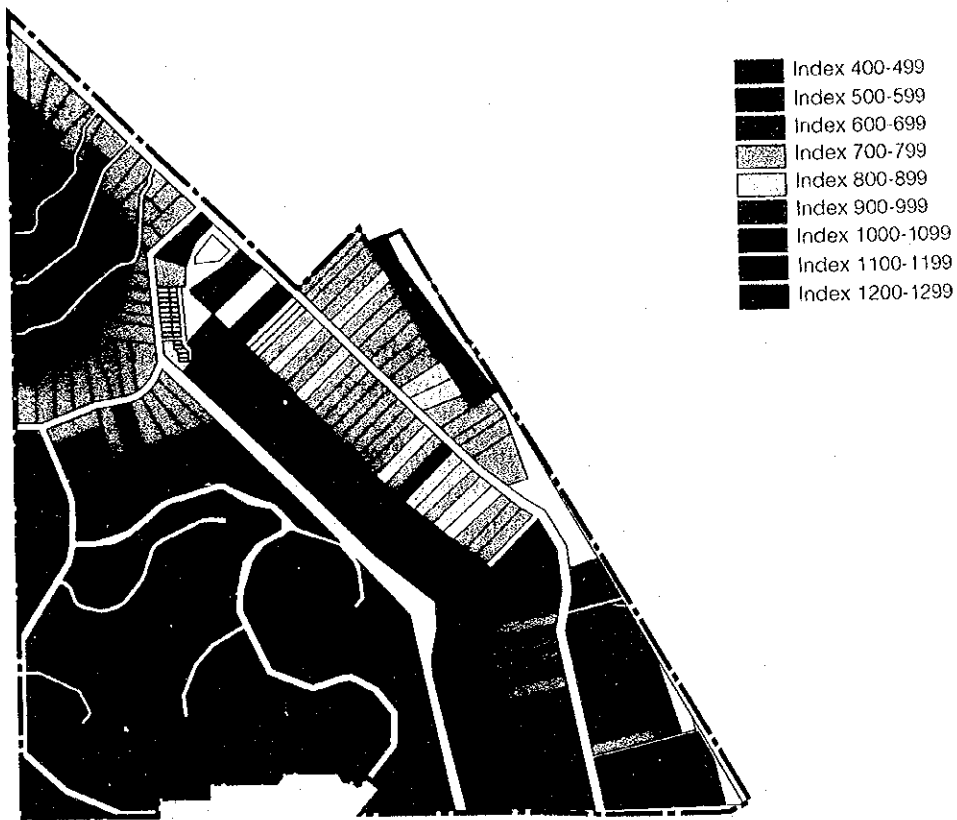 Index 400-499
Index 500-599
Index 600-699
Index 700-799
Index 800-899
Index 900-999
Index 1000-1099
Index 1100-1199
Index 1200-1299